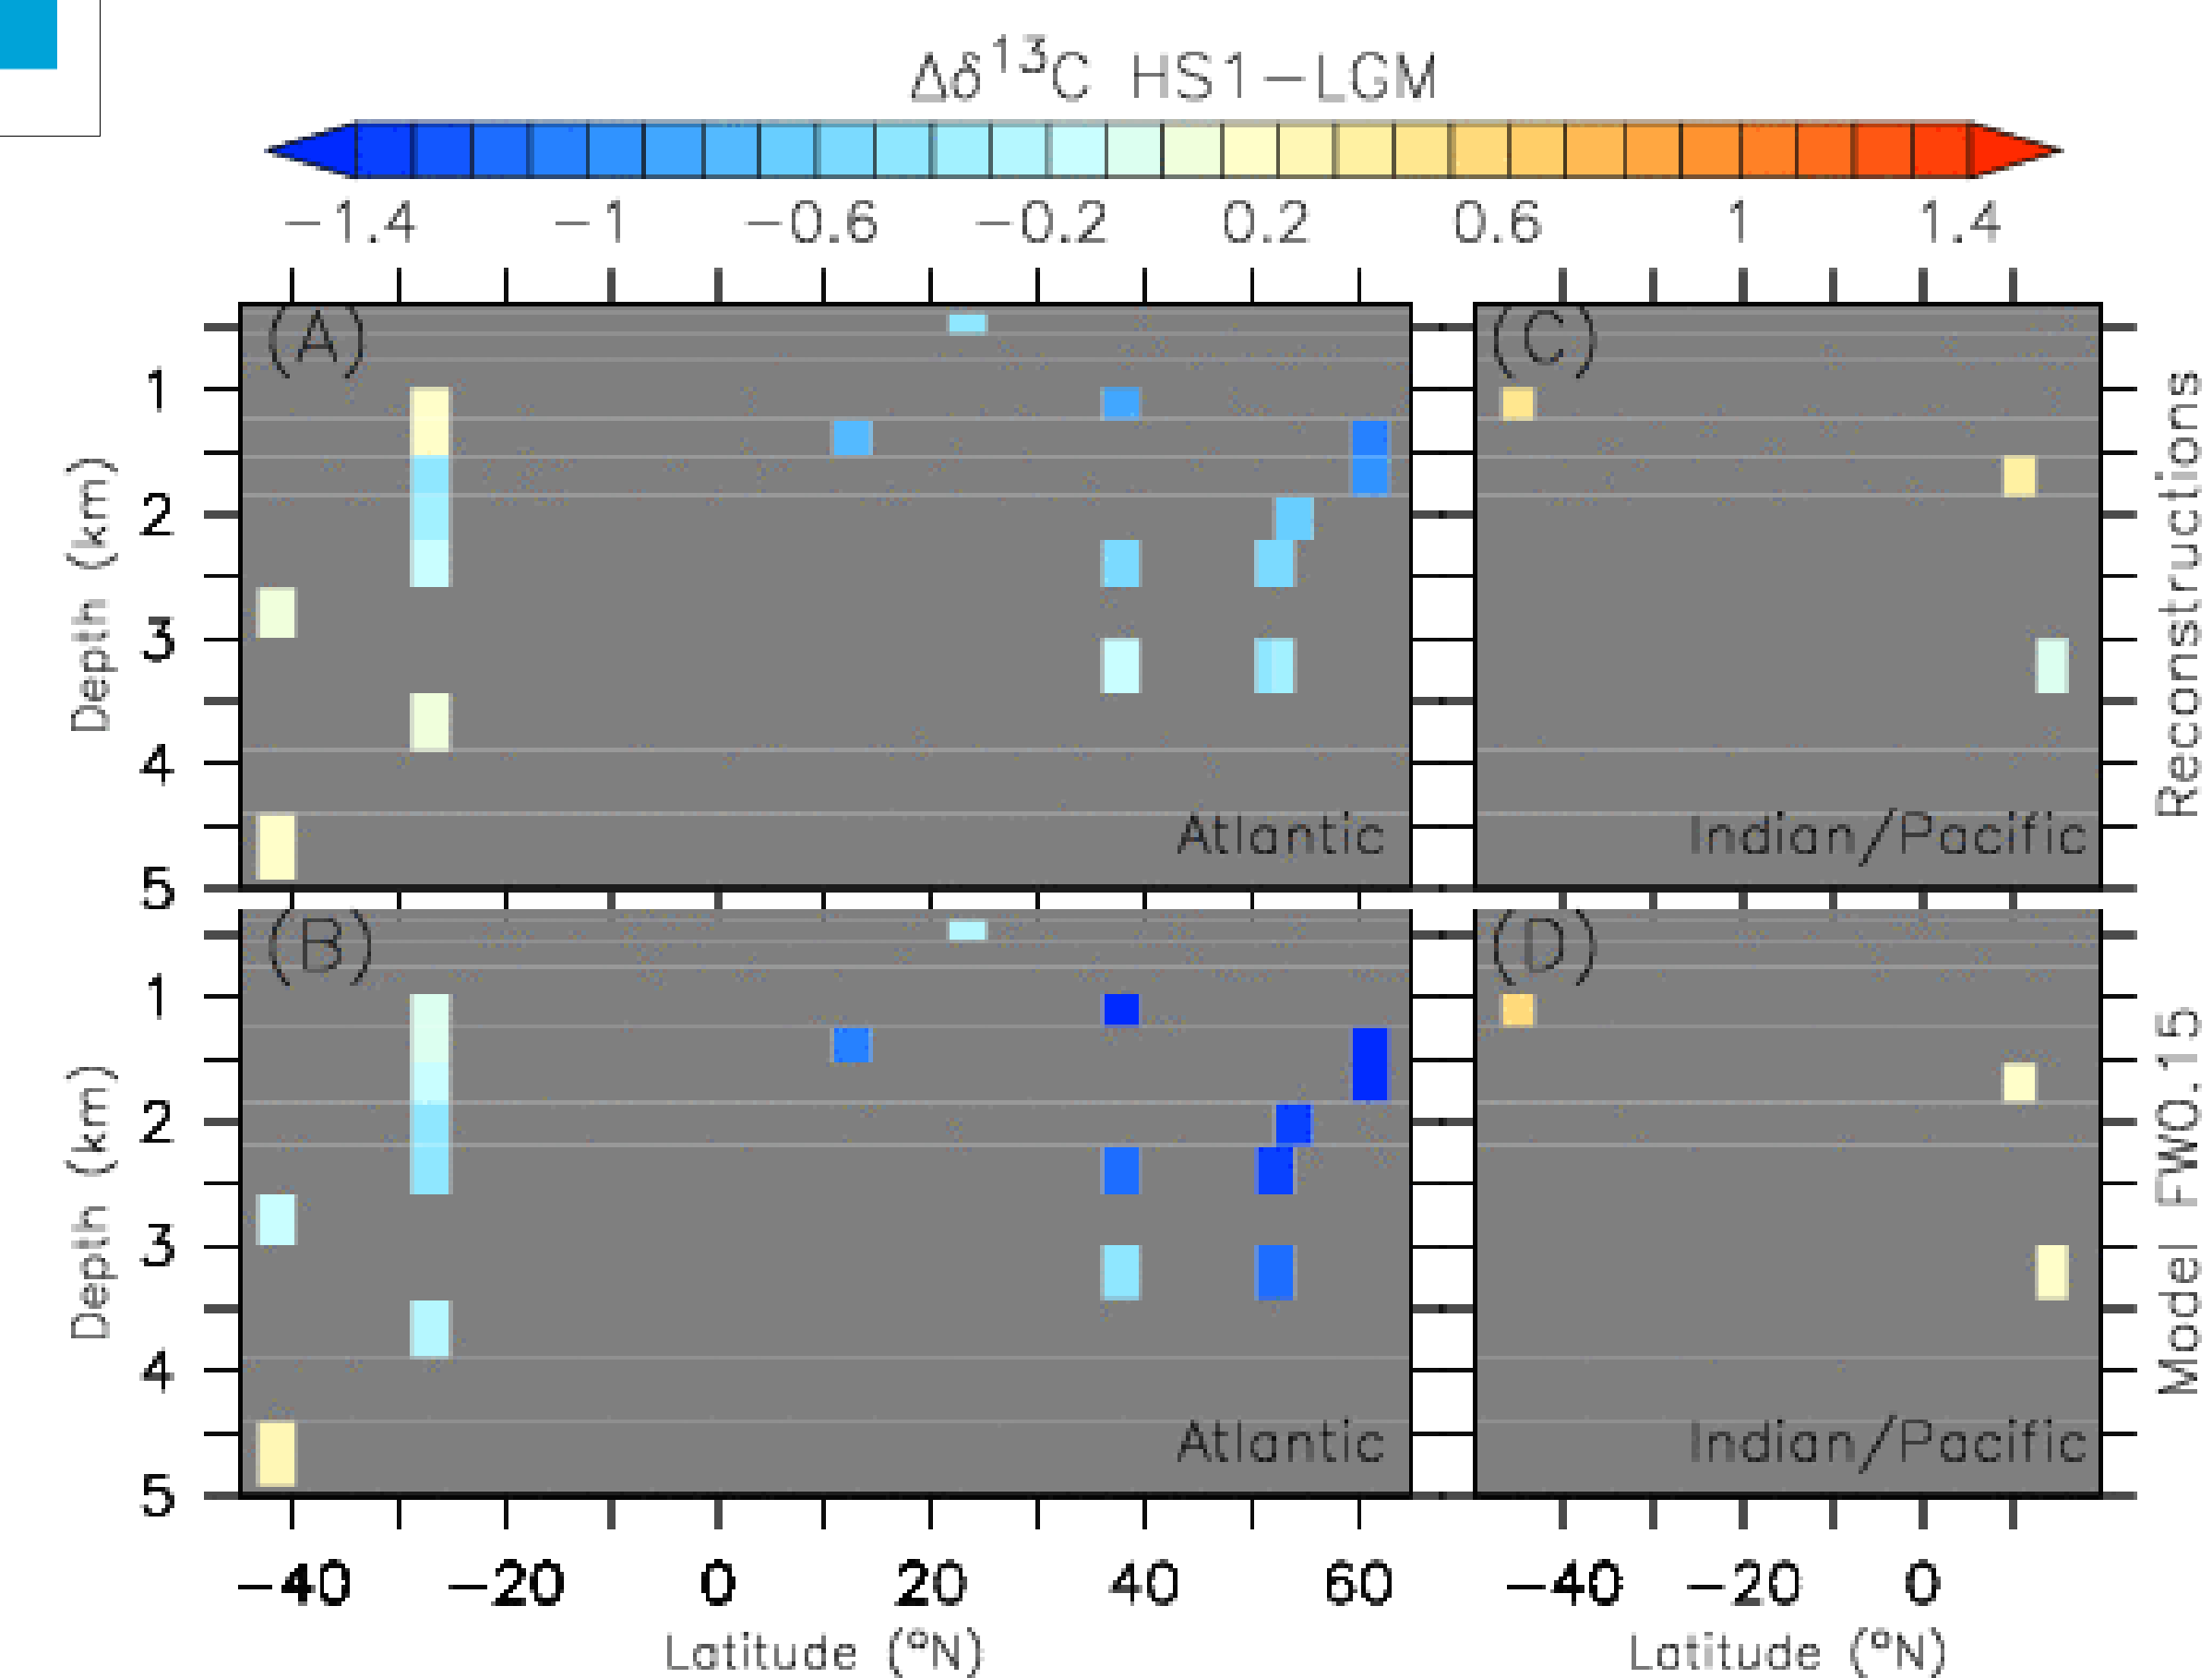 Δδ¹³C HS1−LGM
−1.4 −1 −0.6 −0.2 0.2 0.6 1 1.4
(A)
(C)
Depth (km)
1
2
3
4
5
Atlantic
Indian/Pacific
Reconstructions
(B)
(D)
Depth (km)
1
2
3
4
5
Atlantic
Indian/Pacific
Model FW0.15
−40 −20 0 20 40 60
−40 −20 0
Latitude (°N)
Latitude (°N)